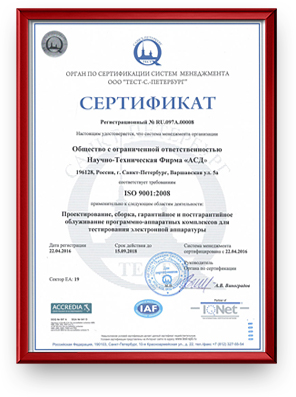 ОРГАН ПО СЕРТИФИКАЦИИ СИСТЕМ МЕНЕДЖМЕНТА
ООО "ТЕСТ-С.-ПЕТЕРБУРГ"
СЕРТИФИКАТ
Регистрационный № RU.097A.00008
Настоящим удостоверяется, что система менеджмента организации
Общество с ограниченной ответственностью
Научно-Техническая Фирма «АСД»
196128, Россия, г. Санкт-Петербург, Варшавская ул. 5а
соответствует требованиям
ISO 9001:2008
применительно к следующим областям деятельности
Проектирование, сборка, гарантийное и постгарантийное
обслуживание программно-аппаратных комплексов для
тестирования электронной аппаратуры
Дата регистрации
22.04.2016
Срок действия до
15.09.2018
Система менеджмента
сертифицирована с 22.04.2016
Руководитель
Органа по сертификации
А.В. Виноградов
Сектор ЕА: 19
ТЕСТ
ACCREDIA
IAF
IQNet